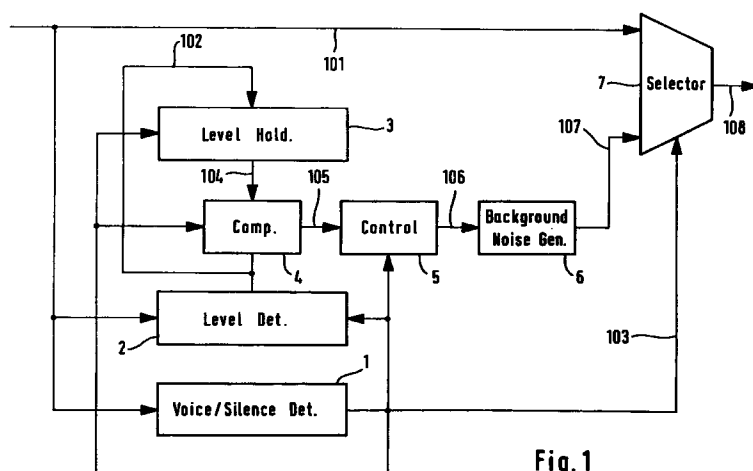 102
101
7
Selector
108
Level Hold.
3
107
104
105
106
Comp.
Control
Background
Noise Gen.
4
5
6
Level Det.
2
103
1
Voice/Silence Det.
Fig.1